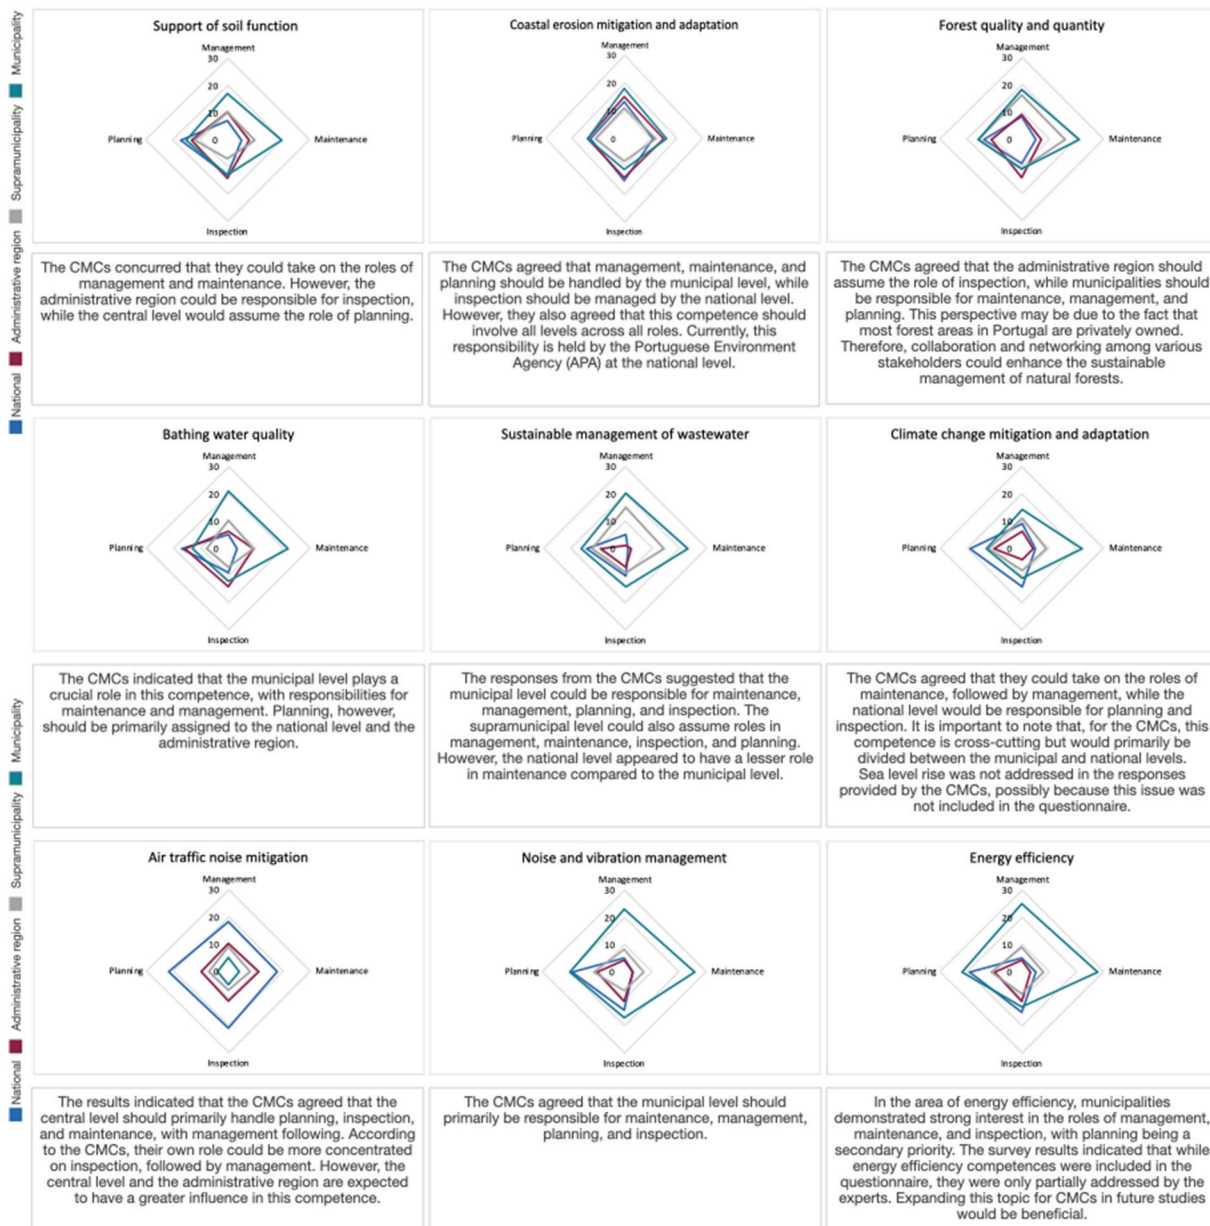 Municipality
Supramunicipality
Administrative region
National
Support of soil function
Management
30
20
10
0
Planning
Maintenance
Inspection
Coastal erosion mitigation and adaptation
Management
30
20
10
0
Planning
Maintenance
Inspection
Forest quality and quantity
Management
30
20
10
0
Planning
Maintenance
Inspection
The CMCs concurred that they could take on the roles of
management and maintenance. However, the
administrative region could be responsible for inspection,
while the central level would assume the role of planning.
The CMCs agreed that management, maintenance, and
planning should be handled by the municipal level, while
inspection should be managed by the national level.
However, they also agreed that this competence should
involve all levels across all roles. Currently, this
responsibility is held by the Portuguese Environment
Agency (APA) at the national level.
The CMCs agreed that the administrative region should
assume the role of inspection, while municipalities should
be responsible for maintenance, management, and
planning. This perspective may be due to the fact that
most forest areas in Portugal are privately owned.
Therefore, collaboration and networking among various
stakeholders could enhance the sustainable
management of natural forests.
Bathing water quality
Management
30
20
10
0
Planning
Maintenance
Inspection
Sustainable management of wastewater
Management
30
20
10
0
Planning
Maintenance
Inspection
Climate change mitigation and adaptation
Management
30
20
10
0
Planning
Maintenance
Inspection
The CMCs indicated that the municipal level plays a
crucial role in this competence, with responsibilities for
maintenance and management. Planning, however,
should be primarily assigned to the national level and the
administrative region.
The responses from the CMCs suggested that the
municipal level could be responsible for maintenance,
management, planning, and inspection. The
supramunicipal level could also assume roles in
management, maintenance, inspection, and planning.
However, the national level appeared to have a lesser role
in maintenance compared to the municipal level.
The CMCs agreed that they could take on the roles of
maintenance, followed by management, while the
national level would be responsible for planning and
inspection. It is important to note that, for the CMCs, this
competence is cross-cutting but would primarily be
divided between the municipal and national levels.
Sea level rise was not addressed in the responses
provided by the CMCs, possibly because this issue was
not included in the questionnaire.
Municipality
Supramunicipality
Administrative region
National
Air traffic noise mitigation
Management
30
20
10
0
Planning
Maintenance
Inspection
Noise and vibration management
Management
30
20
10
0
Planning
Maintenance
Inspection
Energy efficiency
Management
30
20
10
0
Planning
Maintenance
Inspection
The results indicated that the CMCs agreed that the
central level should primarily handle planning, inspection,
and maintenance, with management following. According
to the CMCs, their own role could be more concentrated
on inspection, followed by management. However, the
central level and the administrative region are expected
to have a greater influence in this competence.
The CMCs agreed that the municipal level should
primarily be responsible for maintenance, management,
planning, and inspection.
In the area of energy efficiency, municipalities
demonstrated strong interest in the roles of management,
maintenance, and inspection, with planning being a
secondary priority. The survey results indicated that while
energy efficiency competences were included in the
questionnaire, they were only partially addressed by the
experts. Expanding this topic for CMCs in future studies
would be beneficial.